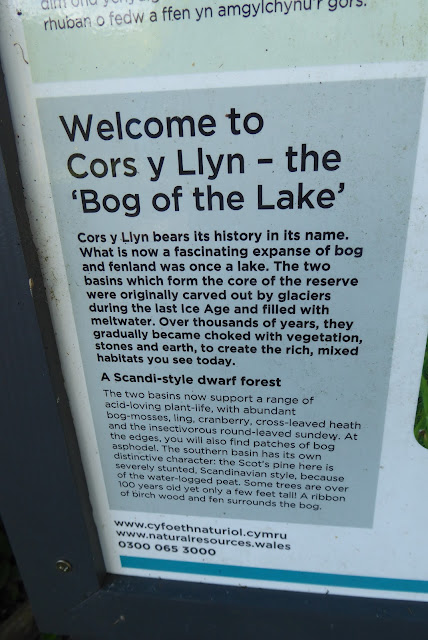 rhuban o fedw a ffen yn amgylchynu'r gors.
Welcome to
Cors y Llyn – the
‘Bog of the Lake’
Cors y Llyn bears its history in its name.
What is now a fascinating expanse of bog
and fenland was once a lake. The two
basins which form the core of the reserve
were originally carved out by glaciers
during the last Ice Age and filled with
meltwater. Over thousands of years, they
gradually became choked with vegetation,
stones and earth, to create the rich, mixed
habitats you see today.
A Scandi-style dwarf forest
The two basins now support a range of
acid-loving plant-life, with abundant
bog-mosses, ling, cranberry, cross-leaved heath
and the insectivorous round-leaved sundew. At
the edges, you will also find patches of bog
asphodel. The southern basin has its own
distinctive character: the Scot's pine here is
severely stunted, Scandinavian style, because
of the water-logged peat. Some trees are over
100 years old yet only a few feet tall! A ribbon
of birch wood and fen surrounds the bog.
www.cyfoethnaturiol.cymru
www.naturalresources.wales
0300 065 3000